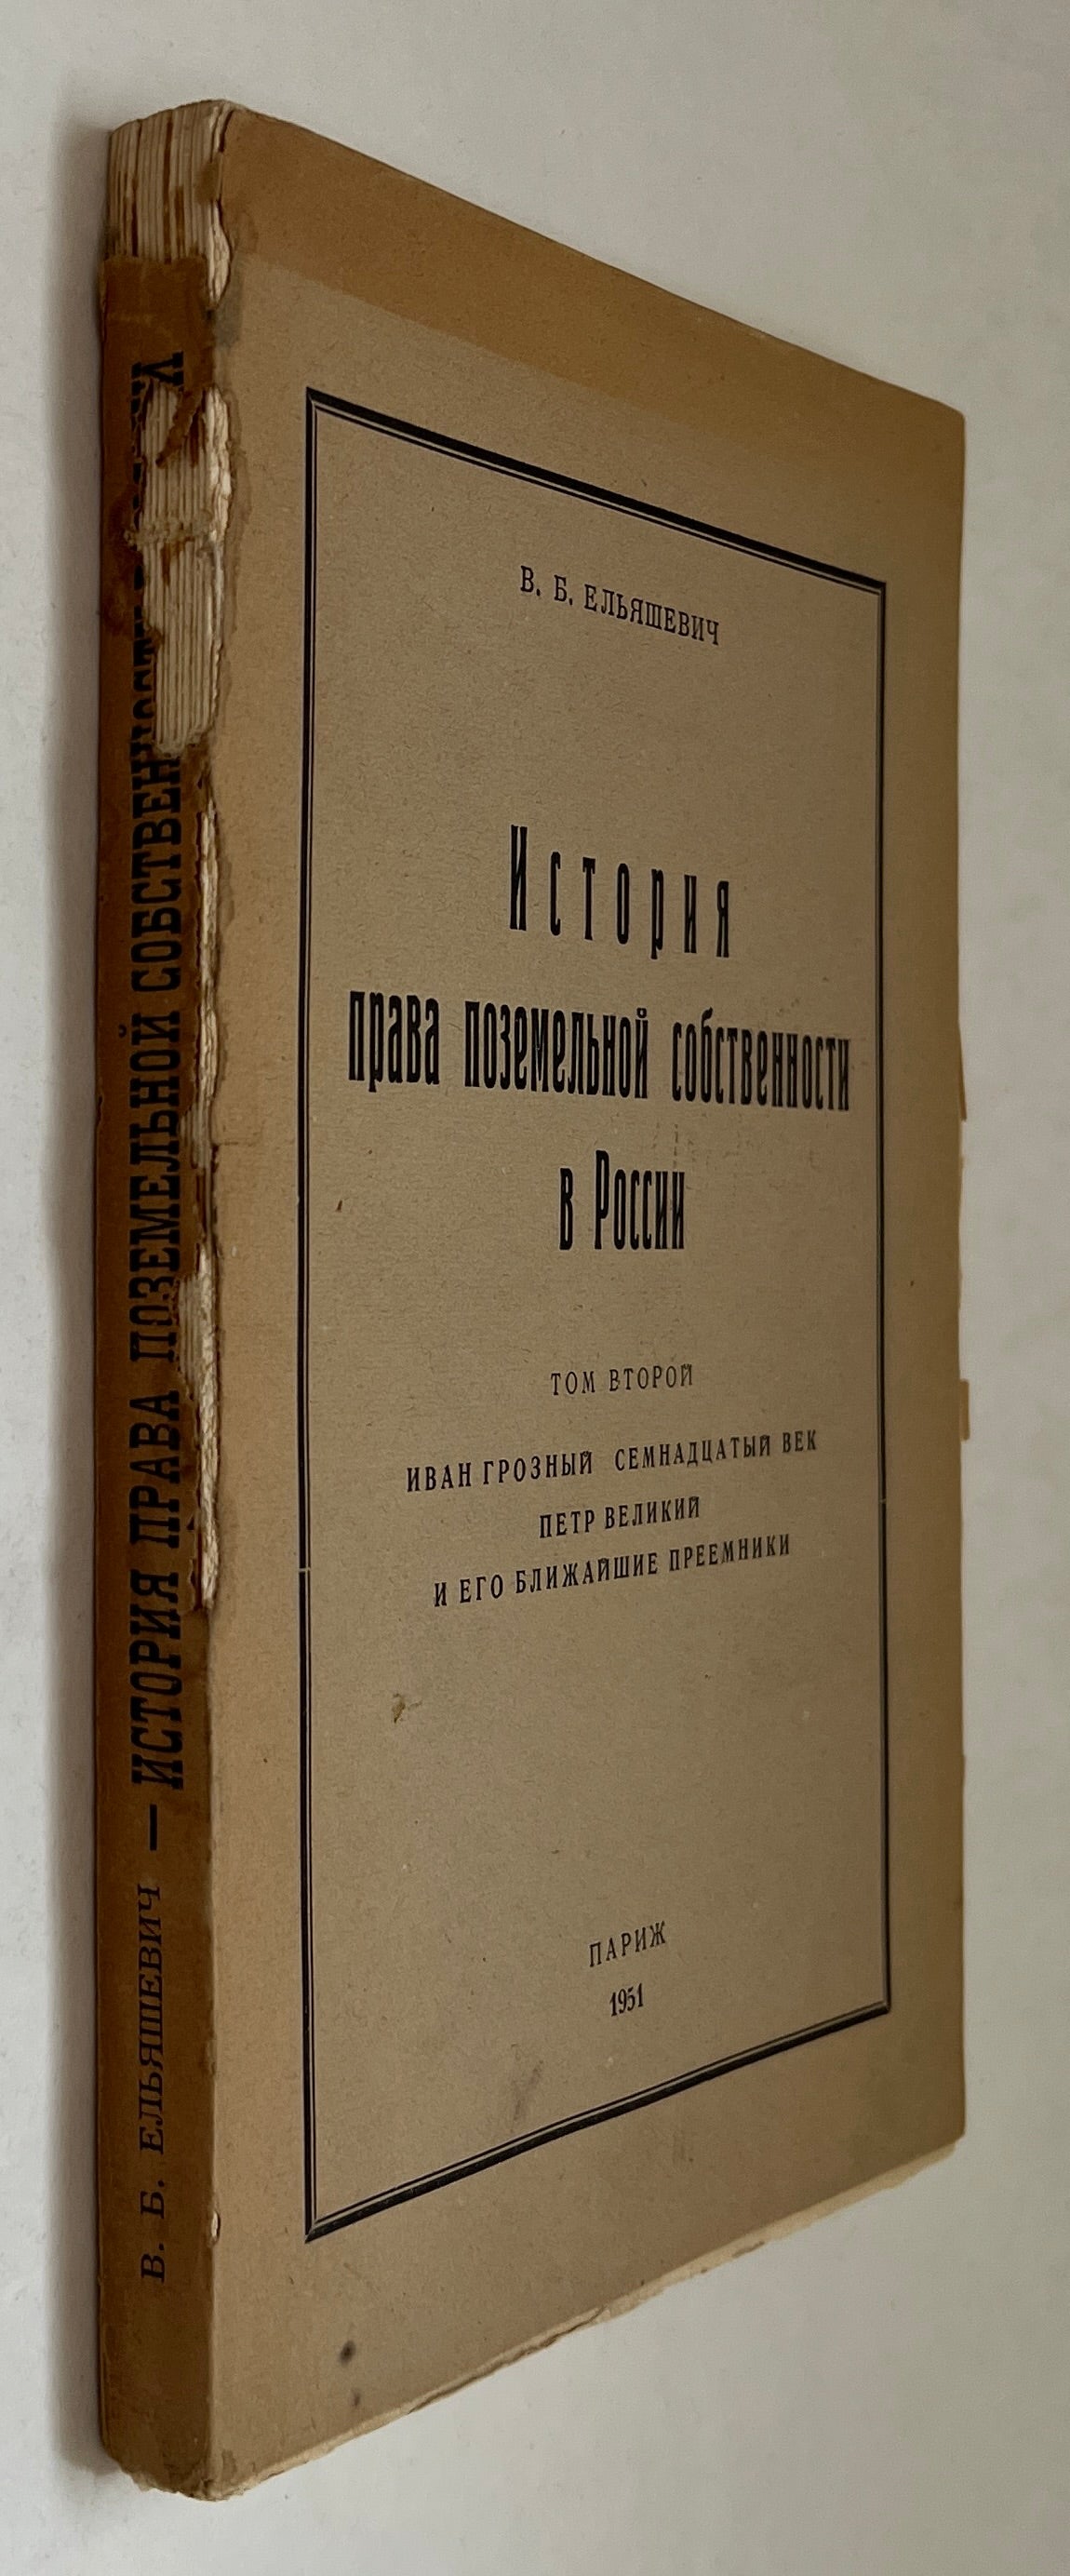 В. Б. ЕЛЬЯШЕВИЧ
История
права поземельной собственности
в России
ТОМ ВТОРОЙ
ИВАН ГРОЗНЫЙ СЕМНАДЦАТЫЙ ВЕК
ПЕТР ВЕЛИКИЙ
И ЕГО БЛИЖАЙШИЕ ПРЕЕМНИКИ
ПАРИЖ
1951
В. Б. ЕЛЬЯШЕВИЧ — ИСТОРИЯ ПРАВА ПОЗЕМЕЛЬНОЙ СОБСТВЕННОСТИ